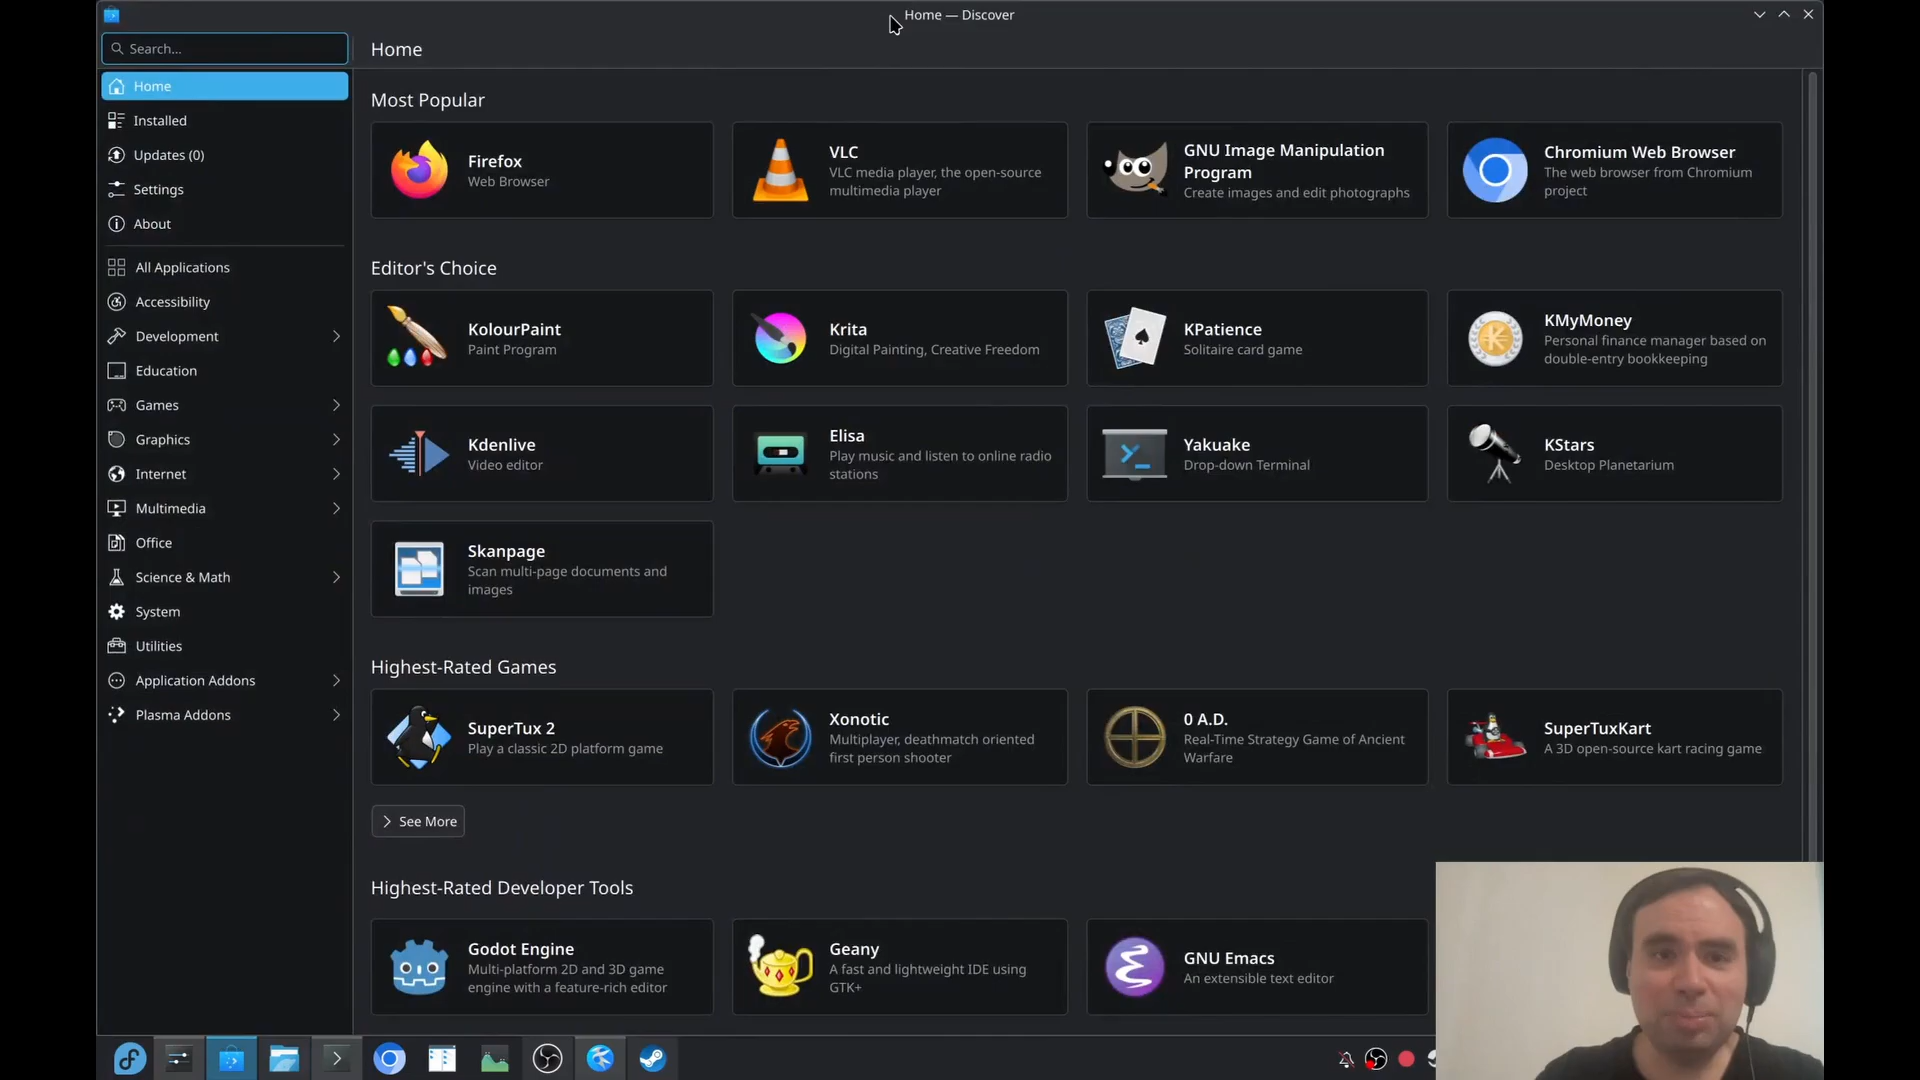 Home — Discover
Search...
Home
Home
Installed
Updates (0)
Settings
About
All Applications
Accessibility
Development
Education
Games
Graphics
Internet
Multimedia
Office
Science & Math
System
Utilities
Application Addons
Plasma Addons
Most Popular
Firefox
Web Browser
VLC
VLC media player, the open-source
multimedia player
GNU Image Manipulation
Program
Create images and edit photographs
Chromium Web Browser
The web browser from Chromium
project
Editor's Choice
KolourPaint
Paint Program
Krita
Digital Painting, Creative Freedom
KPatience
Solitaire card game
KMyMoney
Personal finance manager based on
double-entry bookkeeping
Kdenlive
Video editor
Elisa
Play music and listen to online radio
stations
Yakuake
Drop-down Terminal
KStars
Desktop Planetarium
Skanpage
Scan multi-page documents and
images
Highest-Rated Games
SuperTux 2
Play a classic 2D platform game
Xonotic
Multiplayer, deathmatch oriented
first person shooter
0 A.D.
Real-Time Strategy Game of Ancient
Warfare
SuperTuxKart
A 3D open-source kart racing game
See More
Highest-Rated Developer Tools
Godot Engine
Multi-platform 2D and 3D game
engine with a feature-rich editor
Geany
A fast and lightweight IDE using
GTK+
GNU Emacs
An extensible text editor